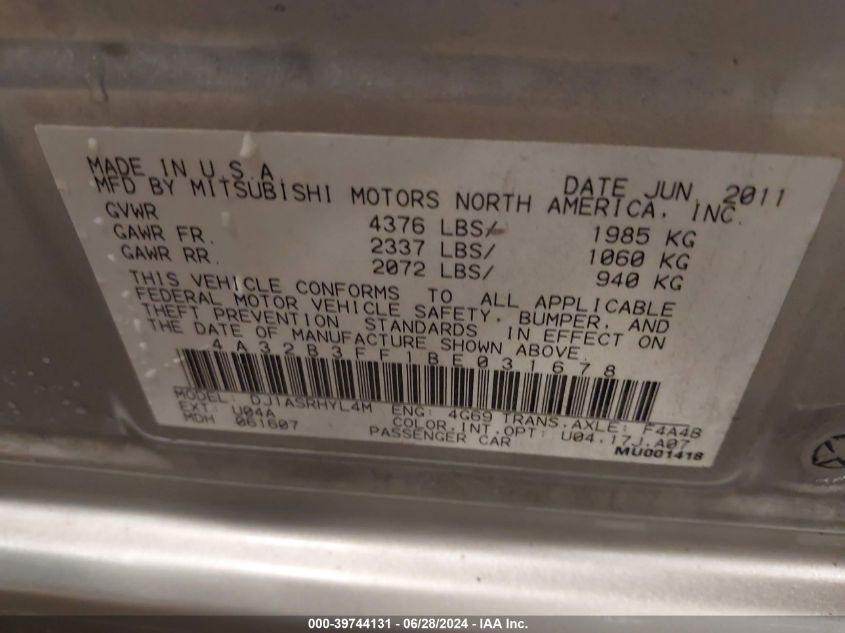 MADE IN U.S.A. DATE JUN, 2011
MFD BY MITSUBISHI MOTORS NORTH AMERICA, INC.
GVWR 4376 LBS/ 1985 KG
GAWR FR. 2337 LBS/ 1060 KG
GAWR RR. 2072 LBS/ 940 KG
THIS VEHICLE CONFORMS TO ALL APPLICABLE
FEDERAL MOTOR VEHICLE SAFETY, BUMPER, AND
THEFT PREVENTION STANDARDS IN EFFECT ON
THE DATE OF MANUFACTURE SHOWN ABOVE.
4A32B3FF1BE031678
MODEL: DJ1ASRHYL4M ENG: 4G69 TRANS.AXLE: F4A4B
EXT: U04A COLOR.INT.OPT: U04.17J.A07
MDH 061607 PASSENGER CAR
MU001418
000-39744131 - 06/28/2024 - IAA Inc.